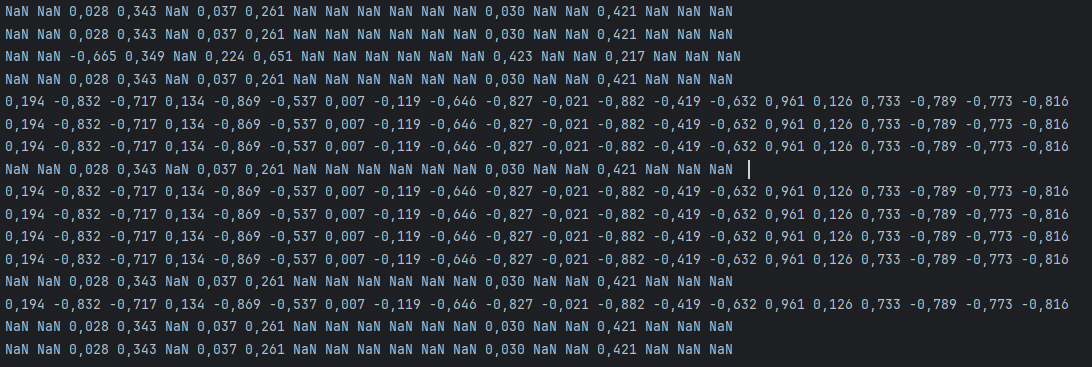 NaN NaN 0,028 0,343 NaN 0,037 0,261 NaN NaN NaN NaN NaN NaN 0,030 NaN NaN 0,421 NaN NaN NaN
NaN NaN 0,028 0,343 NaN 0,037 0,261 NaN NaN NaN NaN NaN NaN 0,030 NaN NaN 0,421 NaN NaN NaN
NaN NaN -0,665 0,349 NaN 0,224 0,651 NaN NaN NaN NaN NaN NaN 0,423 NaN NaN 0,217 NaN NaN NaN
NaN NaN 0,028 0,343 NaN 0,037 0,261 NaN NaN NaN NaN NaN NaN 0,030 NaN NaN 0,421 NaN NaN NaN
0,194 -0,832 -0,717 0,134 -0,869 -0,537 0,007 -0,119 -0,646 -0,827 -0,021 -0,882 -0,419 -0,632 0,961 0,126 0,733 -0,789 -0,773 -0,816
0,194 -0,832 -0,717 0,134 -0,869 -0,537 0,007 -0,119 -0,646 -0,827 -0,021 -0,882 -0,419 -0,632 0,961 0,126 0,733 -0,789 -0,773 -0,816
0,194 -0,832 -0,717 0,134 -0,869 -0,537 0,007 -0,119 -0,646 -0,827 -0,021 -0,882 -0,419 -0,632 0,961 0,126 0,733 -0,789 -0,773 -0,816
NaN NaN 0,028 0,343 NaN 0,037 0,261 NaN NaN NaN NaN NaN NaN 0,030 NaN NaN 0,421 NaN NaN NaN
0,194 -0,832 -0,717 0,134 -0,869 -0,537 0,007 -0,119 -0,646 -0,827 -0,021 -0,882 -0,419 -0,632 0,961 0,126 0,733 -0,789 -0,773 -0,816
0,194 -0,832 -0,717 0,134 -0,869 -0,537 0,007 -0,119 -0,646 -0,827 -0,021 -0,882 -0,419 -0,632 0,961 0,126 0,733 -0,789 -0,773 -0,816
0,194 -0,832 -0,717 0,134 -0,869 -0,537 0,007 -0,119 -0,646 -0,827 -0,021 -0,882 -0,419 -0,632 0,961 0,126 0,733 -0,789 -0,773 -0,816
0,194 -0,832 -0,717 0,134 -0,869 -0,537 0,007 -0,119 -0,646 -0,827 -0,021 -0,882 -0,419 -0,632 0,961 0,126 0,733 -0,789 -0,773 -0,816
NaN NaN 0,028 0,343 NaN 0,037 0,261 NaN NaN NaN NaN NaN NaN 0,030 NaN NaN 0,421 NaN NaN NaN
0,194 -0,832 -0,717 0,134 -0,869 -0,537 0,007 -0,119 -0,646 -0,827 -0,021 -0,882 -0,419 -0,632 0,961 0,126 0,733 -0,789 -0,773 -0,816
NaN NaN 0,028 0,343 NaN 0,037 0,261 NaN NaN NaN NaN NaN NaN 0,030 NaN NaN 0,421 NaN NaN NaN
NaN NaN 0,028 0,343 NaN 0,037 0,261 NaN NaN NaN NaN NaN NaN 0,030 NaN NaN 0,421 NaN NaN NaN